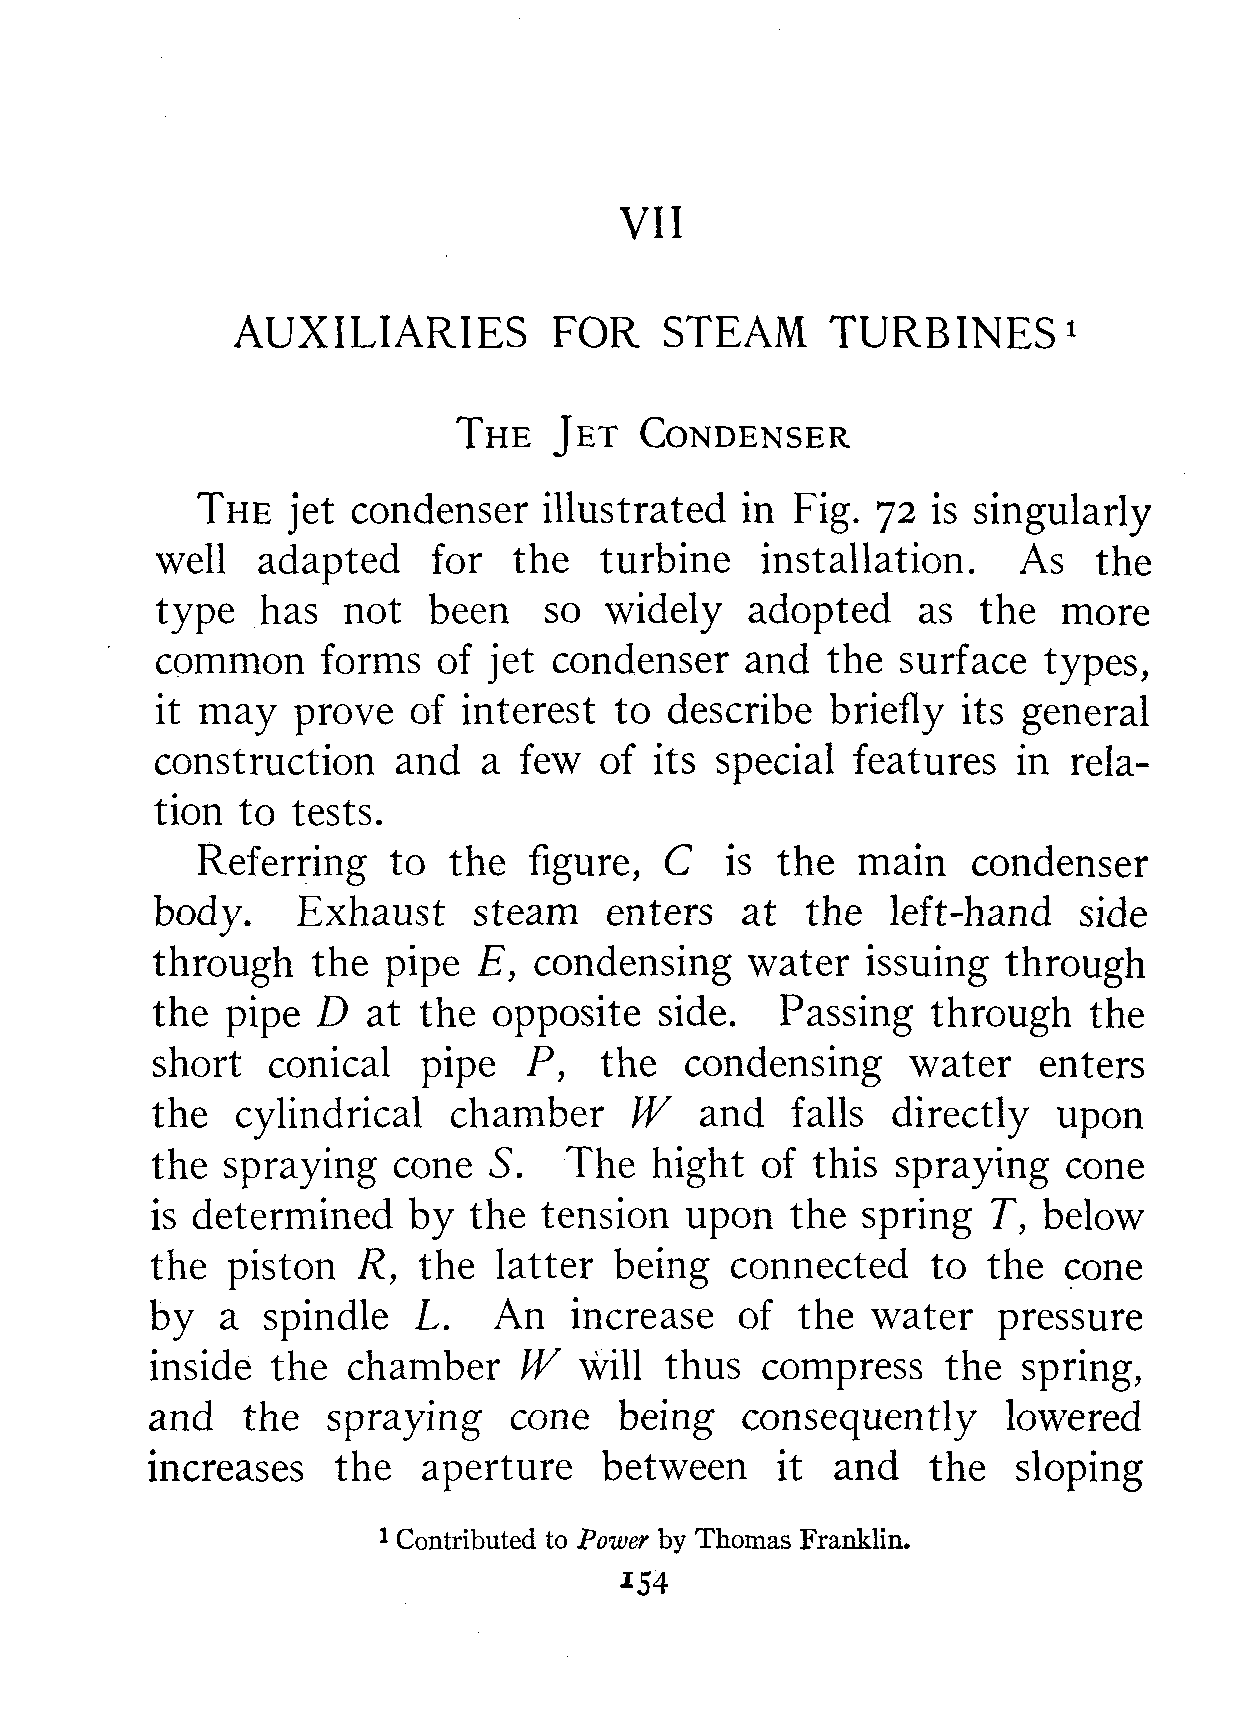 VII
AUXILIARIES FOR STEAM TURBINES ¹
THE JET CONDENSER
THE jet condenser illustrated in Fig. 72 is singularly
well adapted for the turbine installation. As the
type has not been so widely adopted as the more
common forms of jet condenser and the surface types,
it may prove of interest to describe briefly its general
construction and a few of its special features in rela-
tion to tests.
Referring to the figure, C is the main condenser
body. Exhaust steam enters at the left-hand side
through the pipe E, condensing water issuing through
the pipe D at the opposite side. Passing through the
short conical pipe P, the condensing water enters
the cylindrical chamber W and falls directly upon
the spraying cone S. The hight of this spraying cone
is determined by the tension upon the spring T, below
the piston R, the latter being connected to the cone
by a spindle L. An increase of the water pressure
inside the chamber W will thus compress the spring,
and the spraying cone being consequently lowered
increases the aperture between it and the sloping
¹ Contributed to Power by Thomas Franklin.
154